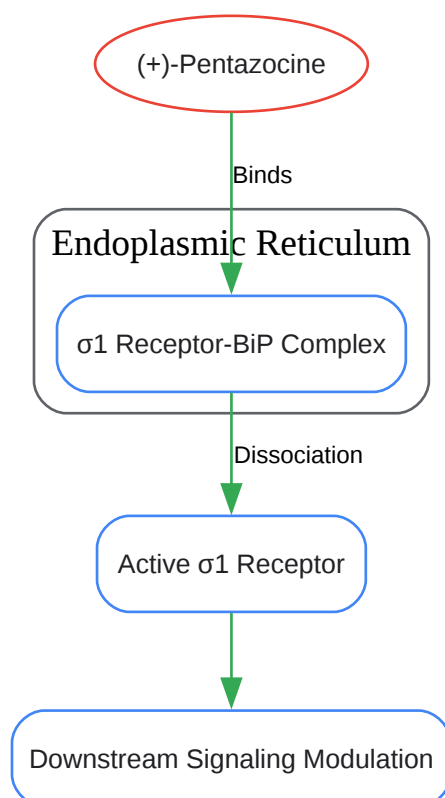 (+)-Pentazocine
Binds
Endoplasmic Reticulum
σ1 Receptor-BiP Complex
Dissociation
Active σ1 Receptor
Downstream Signaling Modulation